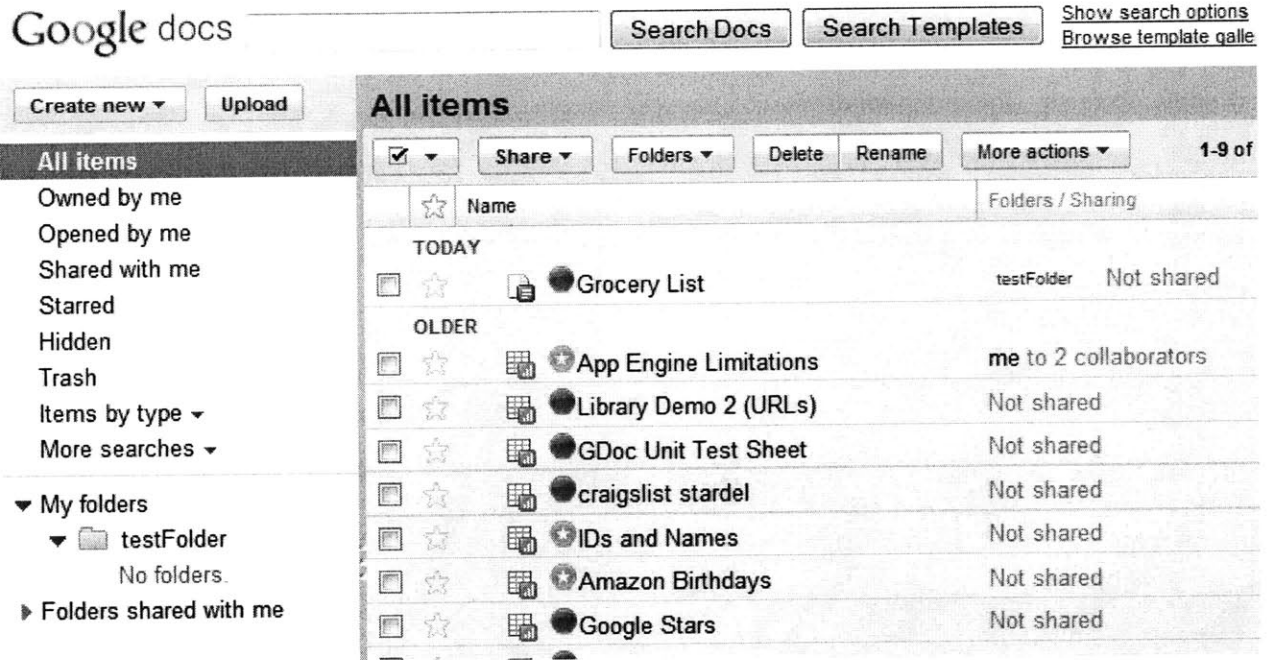 Google docs
Search Docs
Search Templates
Show search options
Browse template galle
Create new
Upload
All items
Owned by me
Opened by me
Shared with me
Starred
Hidden
Trash
Items by type
More searches
My folders
testFolder
No folders.
Folders shared with me
All items
Share
Folders
Delete
Rename
More actions
1-9 of
Name
Folders / Sharing
TODAY
Grocery List testFolder Not shared
OLDER
App Engine Limitations me to 2 collaborators
Library Demo 2 (URLs) Not shared
GDoc Unit Test Sheet Not shared
craigslist stardel Not shared
IDs and Names Not shared
Amazon Birthdays Not shared
Google Stars Not shared